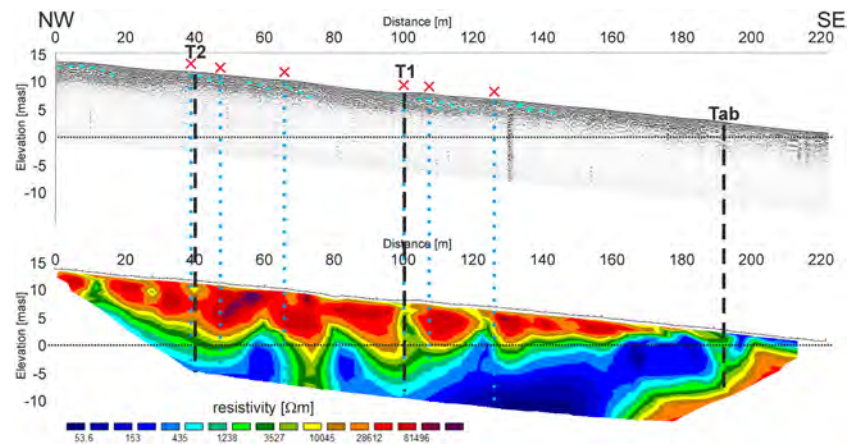 NW Distance [m] SE
0 20 40 60 80 100 120 140 160 180 200 222
T2 T1 Tab
Elevation [masl]
15
10
5
0
-5
-10
Distance [m]
0 20 40 60 80 100 120 140 160 180 200 220
Elevation [masl]
15
10
5
0
-5
-10
resistivity [Ωm]
53.6 153 435 1238 3527 10045 28612 81496